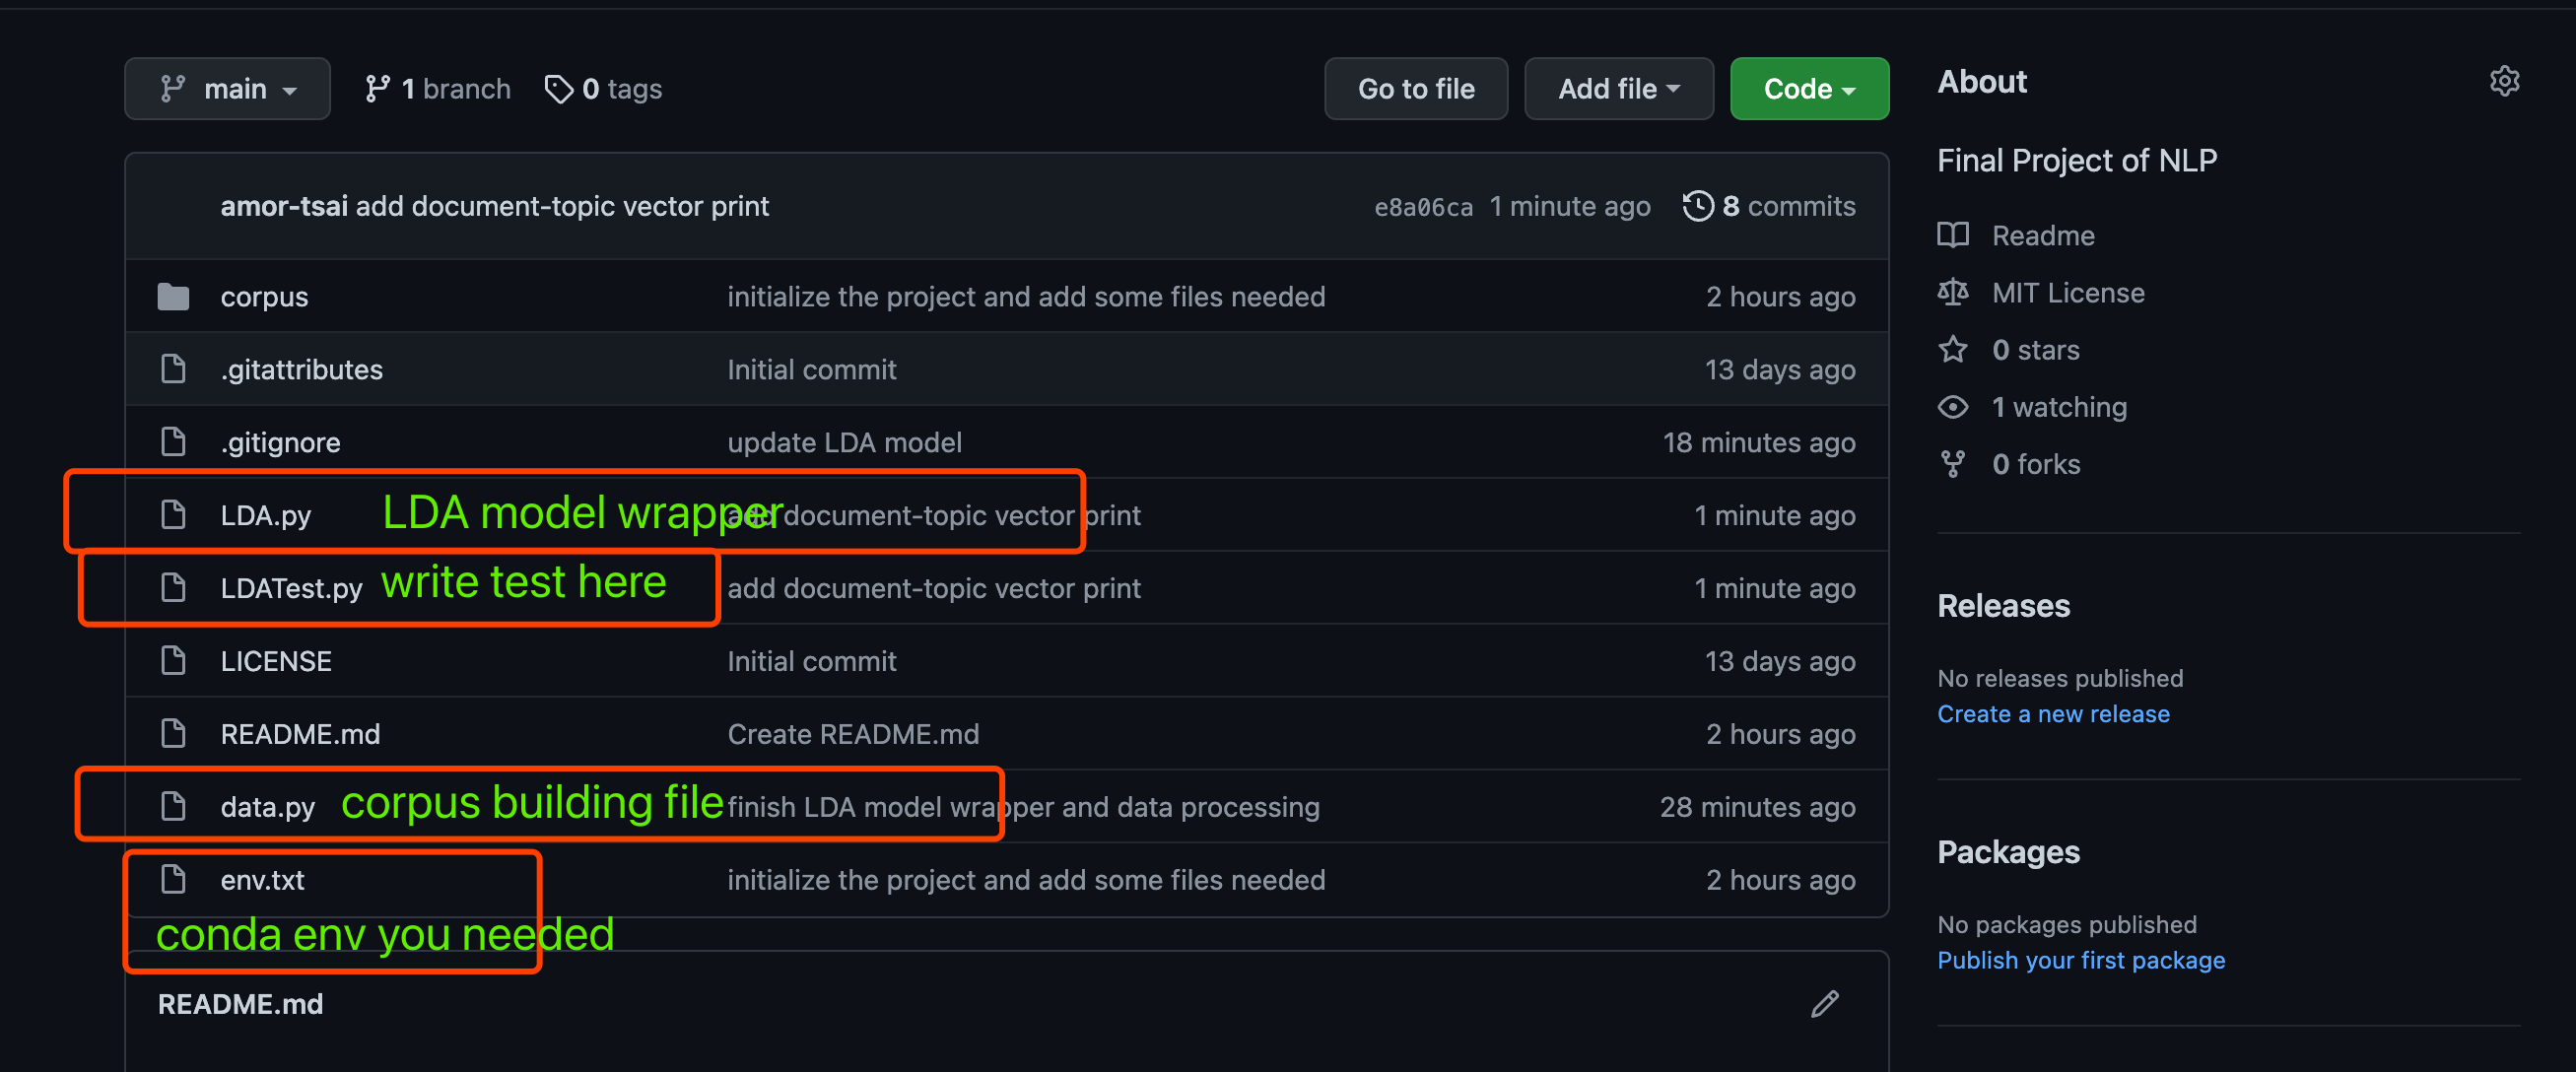 main 1 branch 0 tags Go to file Add file Code
amor-tsai add document-topic vector print e8a06ca 1 minute ago 8 commits
corpus initialize the project and add some files needed 2 hours ago
.gitattributes Initial commit 13 days ago
.gitignore update LDA model 18 minutes ago
LDA.py LDA model wrapper add document-topic vector print 1 minute ago
LDATest.py write test here add document-topic vector print 1 minute ago
LICENSE Initial commit 13 days ago
README.md Create README.md 2 hours ago
data.py corpus building file finish LDA model wrapper and data processing 28 minutes ago
env.txt initialize the project and add some files needed 2 hours ago
conda env you needed
README.md
About
Final Project of NLP
Readme
MIT License
0 stars
1 watching
0 forks
Releases
No releases published
Create a new release
Packages
No packages published
Publish your first package